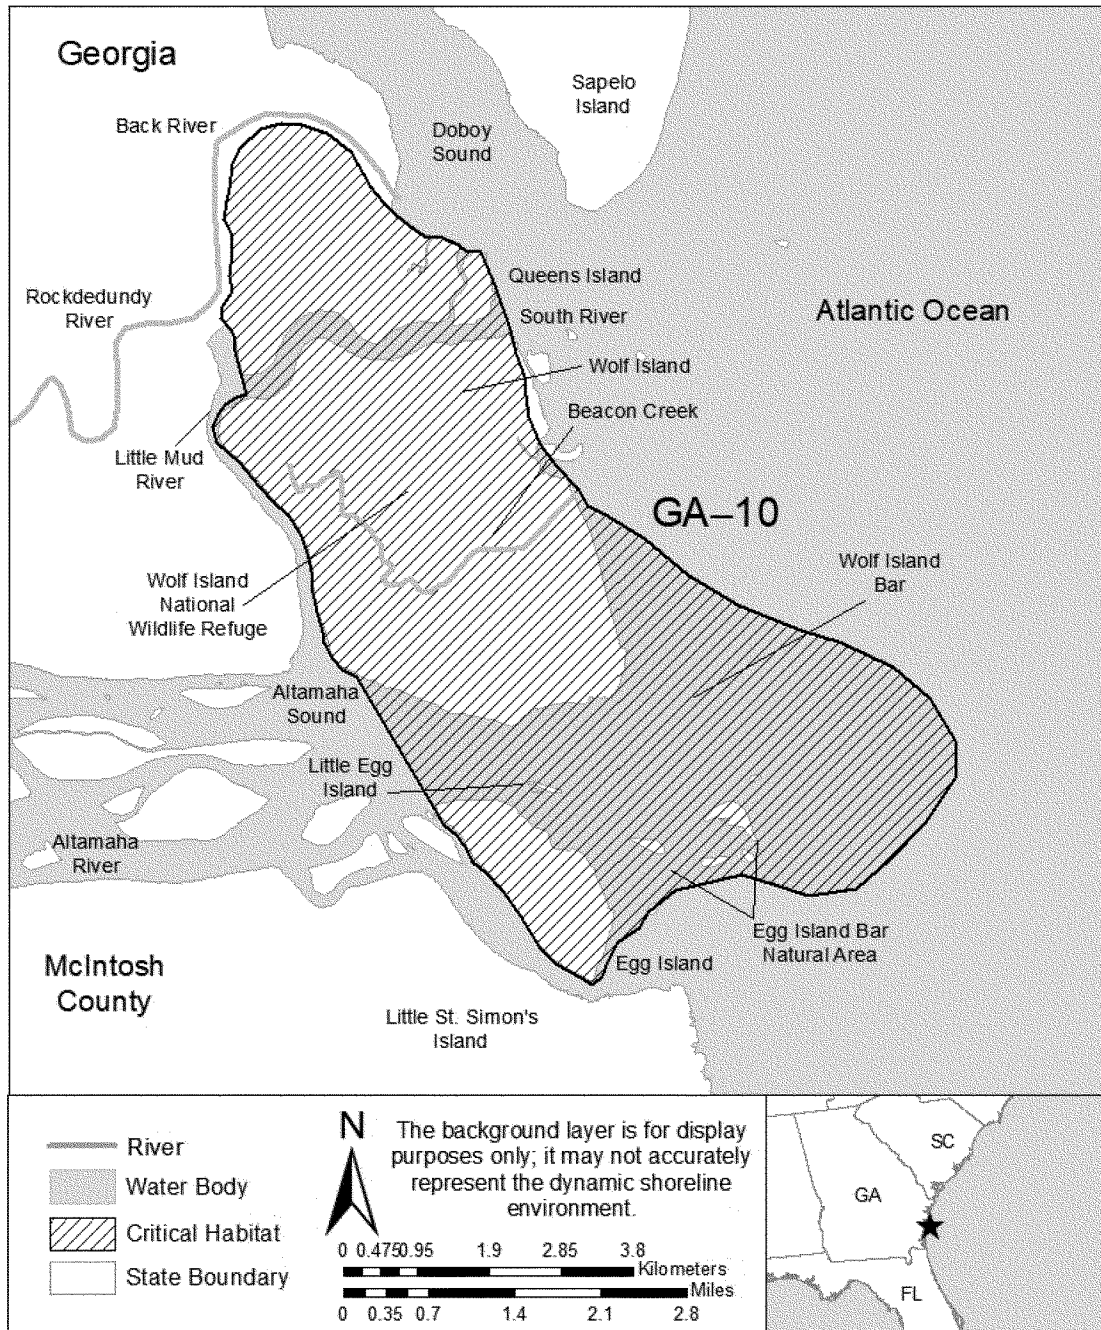 Georgia
Sapelo
Island
Back River
Doboy
Sound
Queens Island
Rockdedundy
River
South River
Atlantic Ocean
Wolf Island
Beacon Creek
Little Mud
River
GA–10
Wolf Island
Bar
Wolf Island
National
Wildlife Refuge
Altamaha
Sound
Little Egg
Island
Altamaha
River
Egg Island Bar
Natural Area
Egg Island
McIntosh
County
Little St. Simon's
Island
River
Water Body
Critical Habitat
State Boundary
N
The background layer is for display
purposes only; it may not accurately
represent the dynamic shoreline
environment.
0 0.475 0.95 1.9 2.85 3.8
Kilometers
Miles
0 0.35 0.7 1.4 2.1 2.8
SC
GA
FL